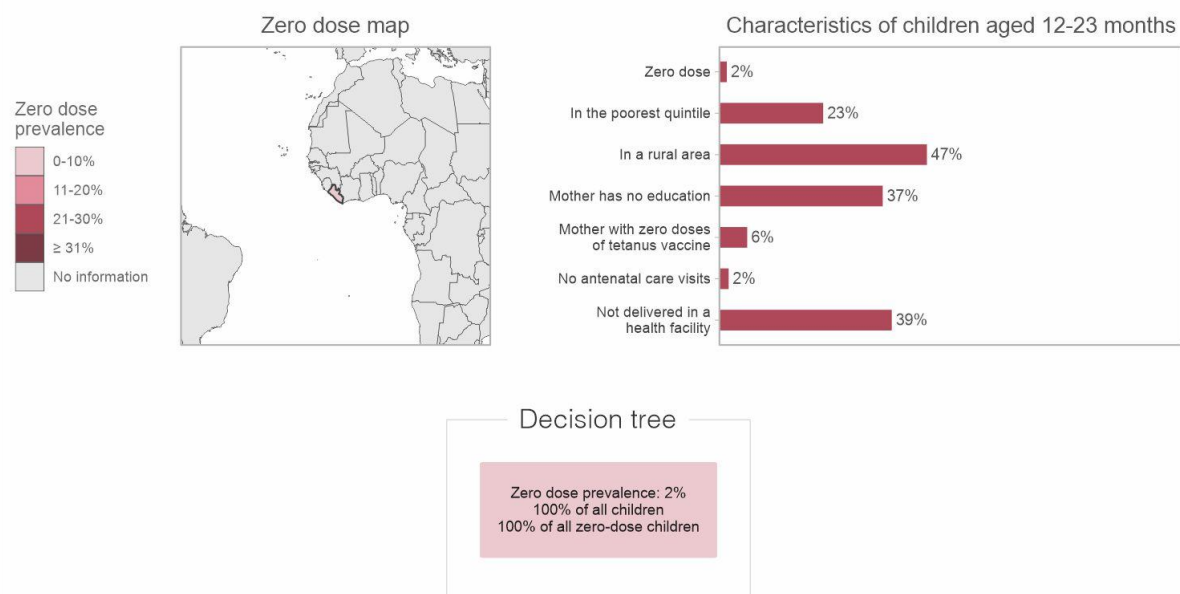 Zero dose map
Zero dose
prevalence
0-10%
11-20%
21-30%
≥ 31%
No information
Characteristics of children aged 12-23 months
Zero dose
2%
In the poorest quintile
23%
In a rural area
47%
Mother has no education
37%
Mother with zero doses
of tetanus vaccine
6%
No antenatal care visits
2%
Not delivered in a
health facility
39%
Decision tree
Zero dose prevalence: 2%
100% of all children
100% of all zero-dose children